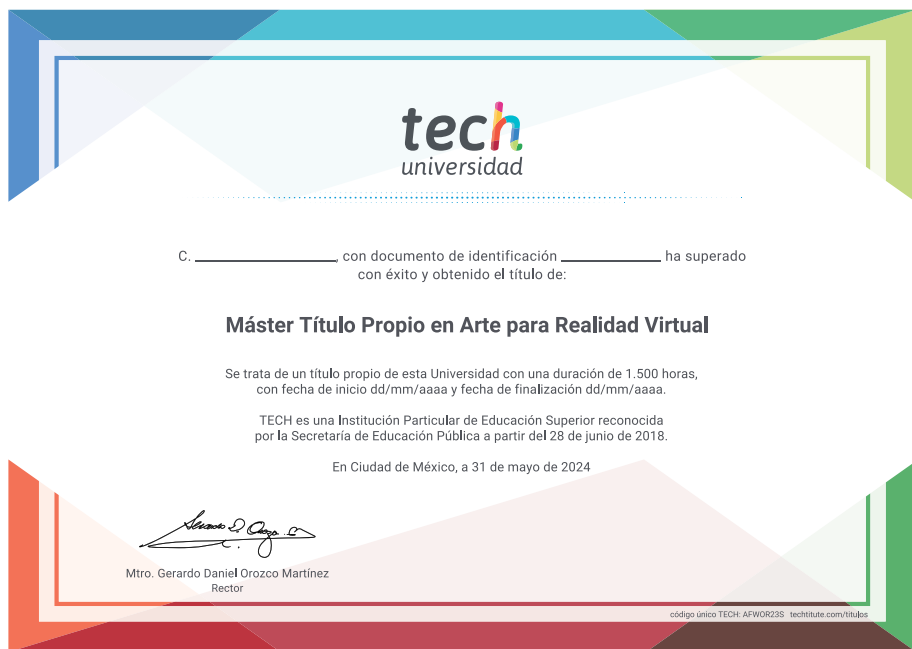 tech
universidad
C. ________________, con documento de identificación ___________ ha superado
con éxito y obtenido el título de:
Máster Título Propio en Arte para Realidad Virtual
Se trata de un título propio de esta Universidad con una duración de 1.500 horas,
con fecha de inicio dd/mm/aaaa y fecha de finalización dd/mm/aaaa.
TECH es una Institución Particular de Educación Superior reconocida
por la Secretaría de Educación Pública a partir del 28 de junio de 2018.
En Ciudad de México, a 31 de mayo de 2024
Mtro. Gerardo Daniel Orozco Martínez
Rector
código único TECH: AFWOR23S techtitute.com/titulos